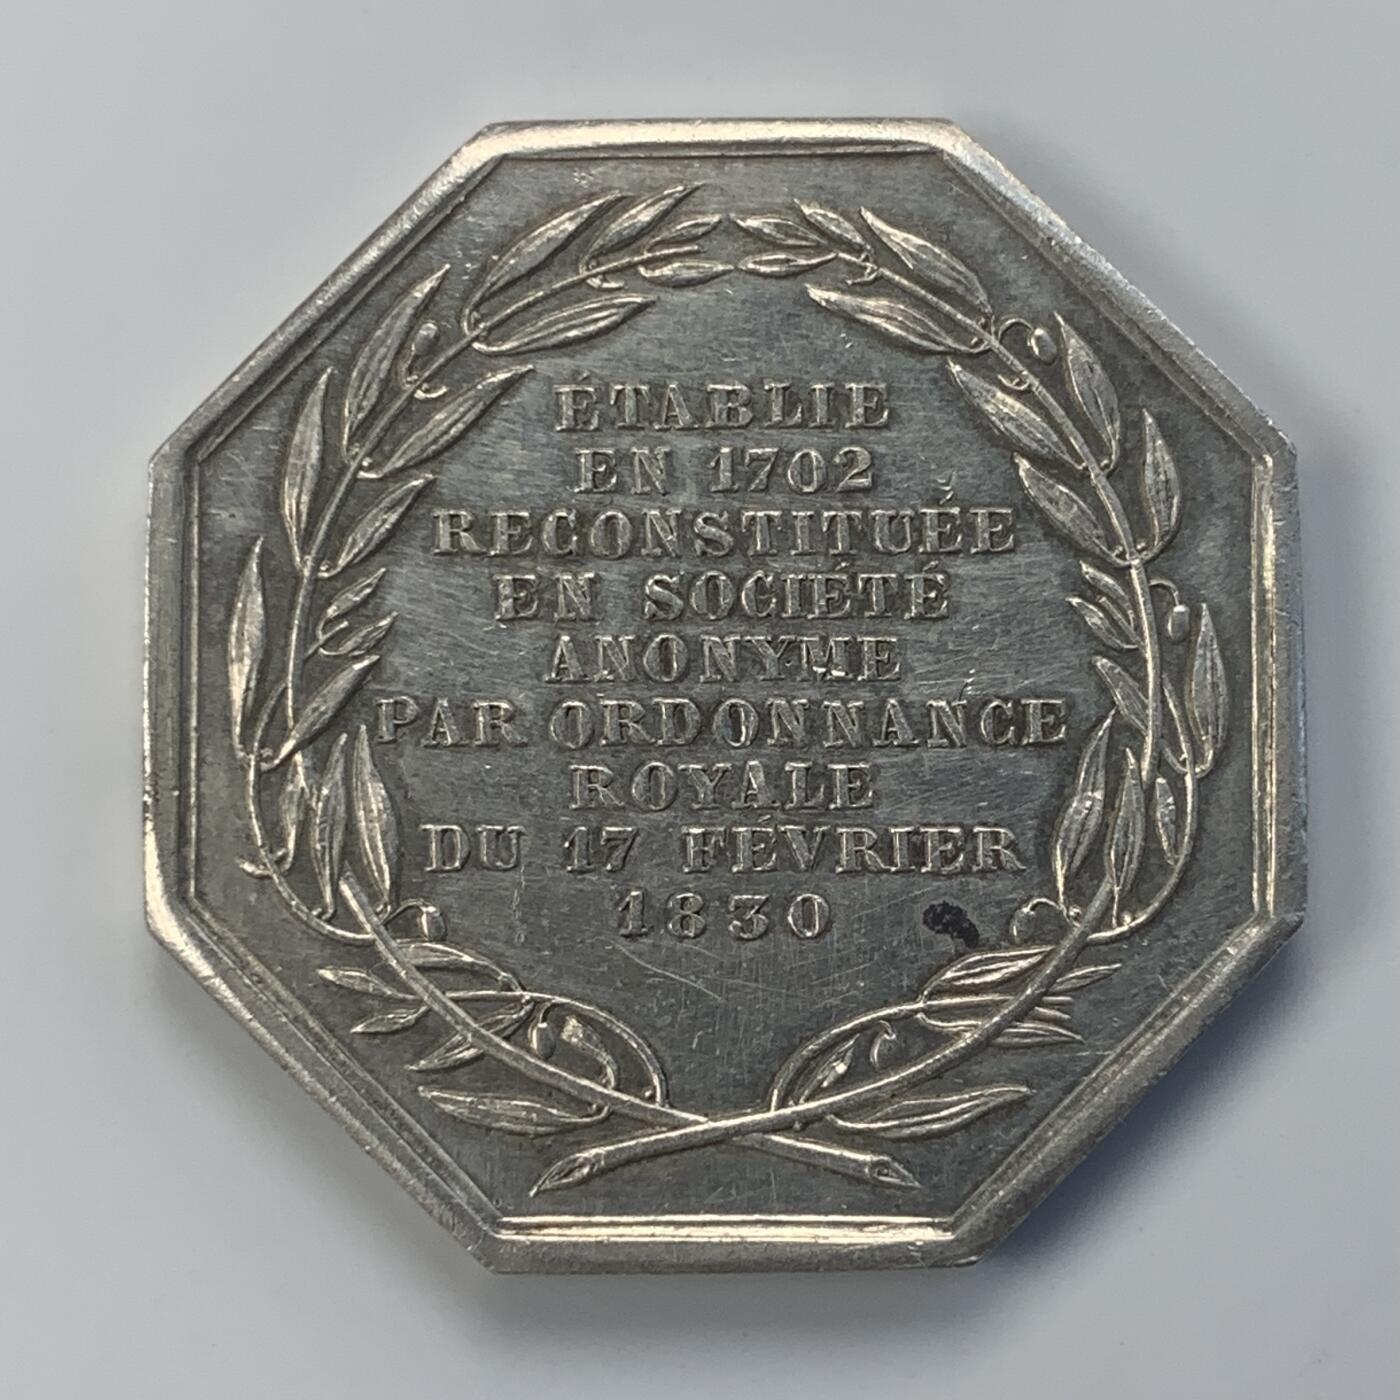 ÉTABLIE
EN 1702
RECONSTITUÉE
EN SOCIÉTÉ
ANONYME
PAR ORDONNANCE
ROYALE
DU 17 FÉVRIER
1830